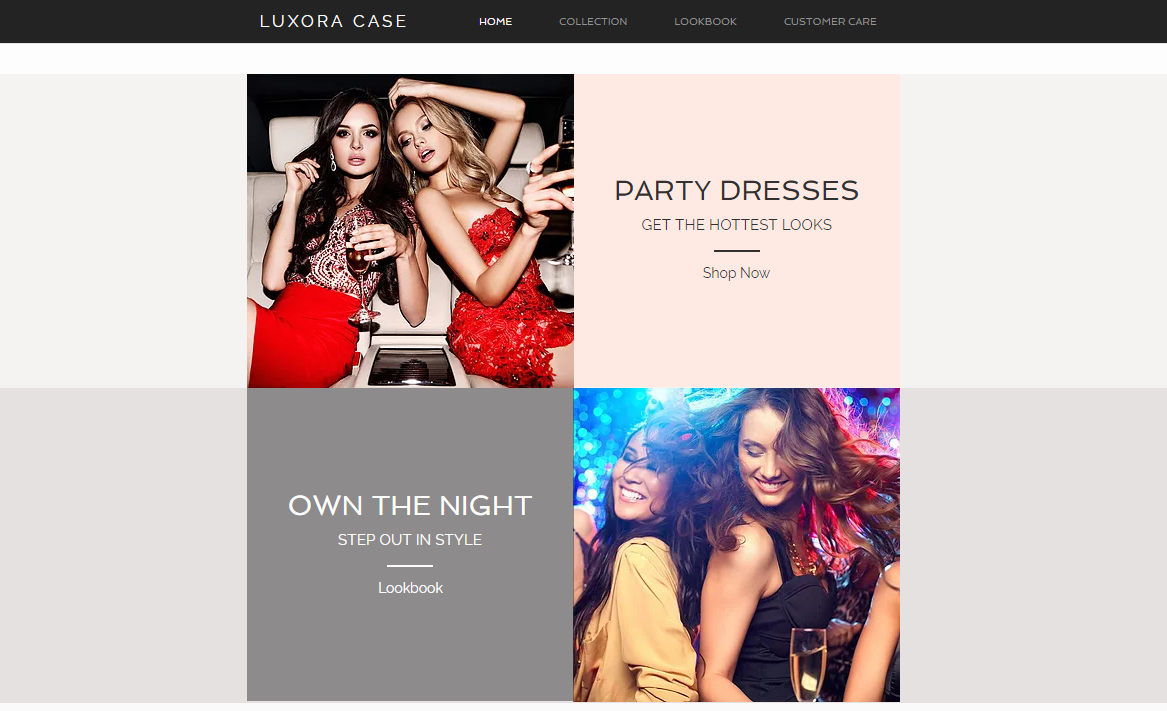 LUXORA CASE
HOME
COLLECTION
LOOKBOOK
CUSTOMER CARE
PARTY DRESSES
GET THE HOTTEST LOOKS
Shop Now
OWN THE NIGHT
STEP OUT IN STYLE
Lookbook